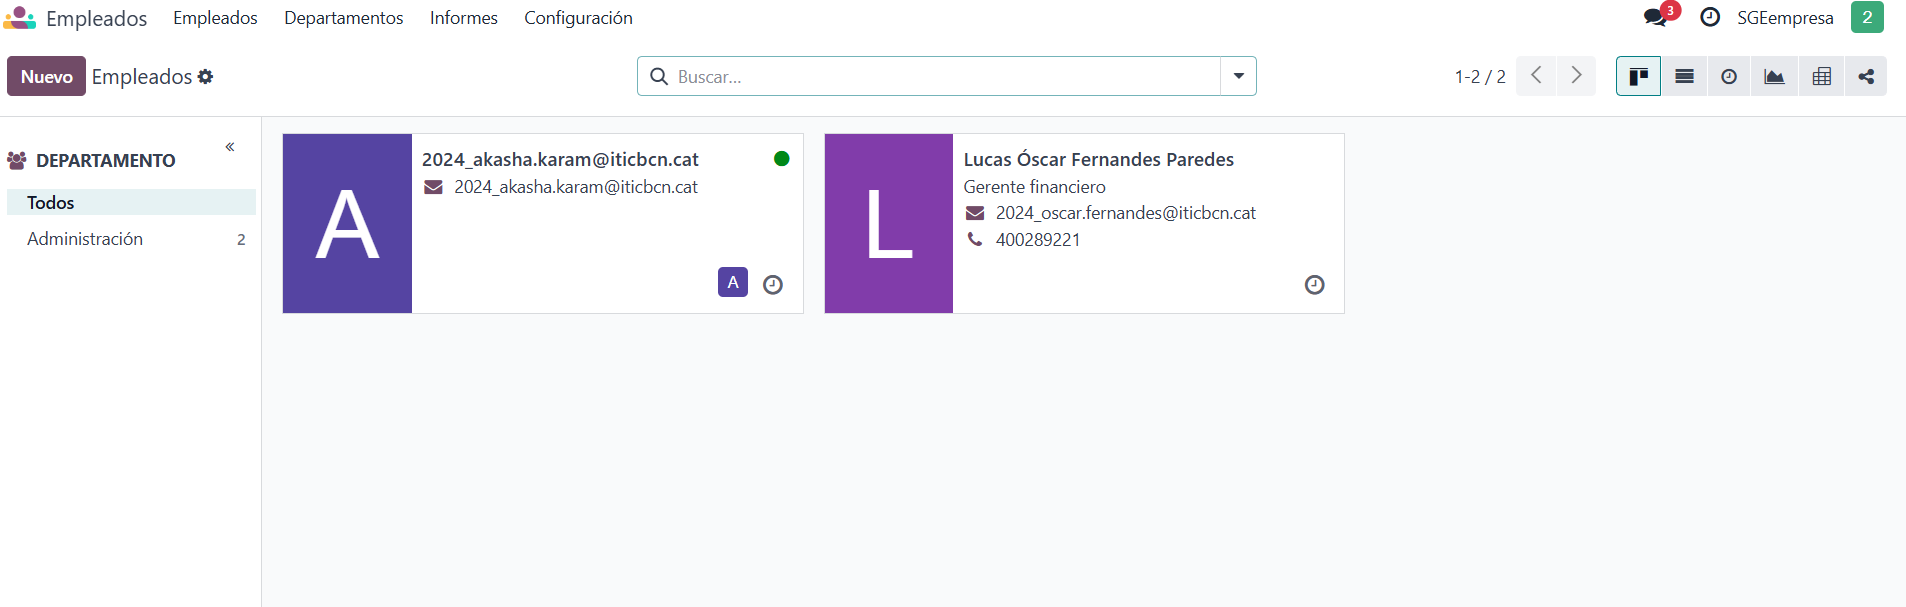 Empleados Empleados Departamentos Informes Configuración 3 SGEempresa 2
Nuevo Empleados Buscar... 1-2 / 2
DEPARTAMENTO «
Todos
Administración 2
A
2024_akasha.karam@iticbcn.cat
2024_akasha.karam@iticbcn.cat
A
L
Lucas Óscar Fernandes Paredes
Gerente financiero
2024_oscar.fernandes@iticbcn.cat
400289221